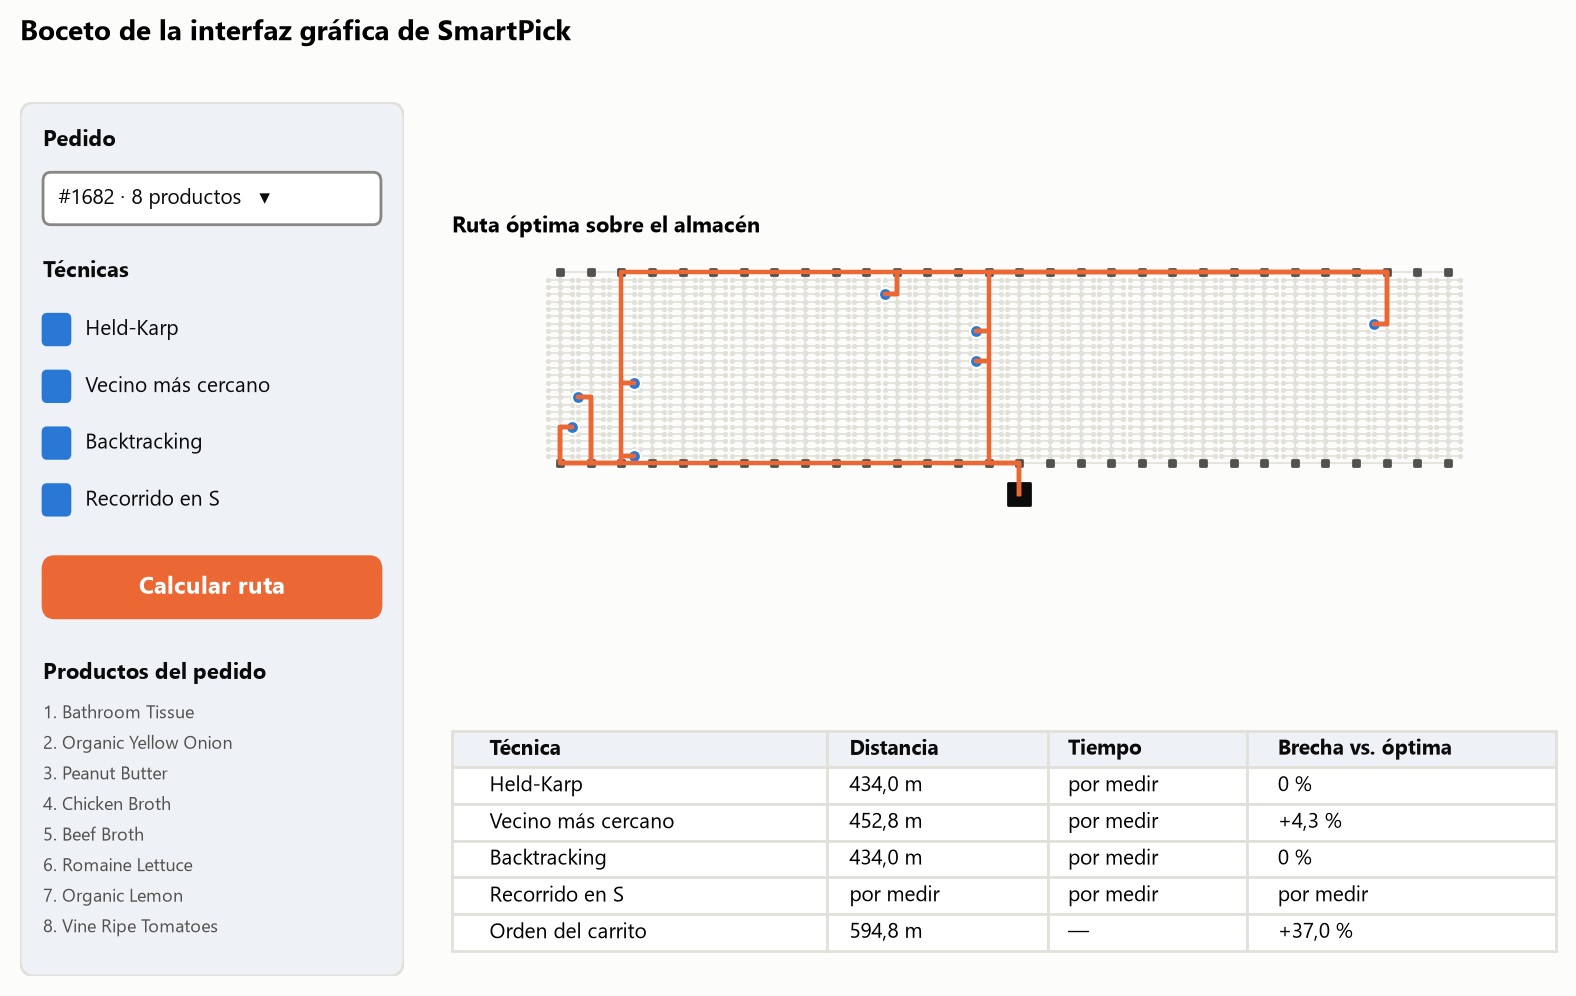 Boceto de la interfaz gráfica de SmartPick
Pedido
#1682 · 8 productos ▼
Técnicas
Held-Karp
Vecino más cercano
Backtracking
Recorrido en S
Calcular ruta
Productos del pedido
1. Bathroom Tissue
2. Organic Yellow Onion
3. Peanut Butter
4. Chicken Broth
5. Beef Broth
6. Romaine Lettuce
7. Organic Lemon
8. Vine Ripe Tomatoes
Ruta óptima sobre el almacén
Técnica Distancia Tiempo Brecha vs. óptima
Held-Karp 434,0 m por medir 0 %
Vecino más cercano 452,8 m por medir +4,3 %
Backtracking 434,0 m por medir 0 %
Recorrido en S por medir por medir por medir
Orden del carrito 594,8 m — +37,0 %